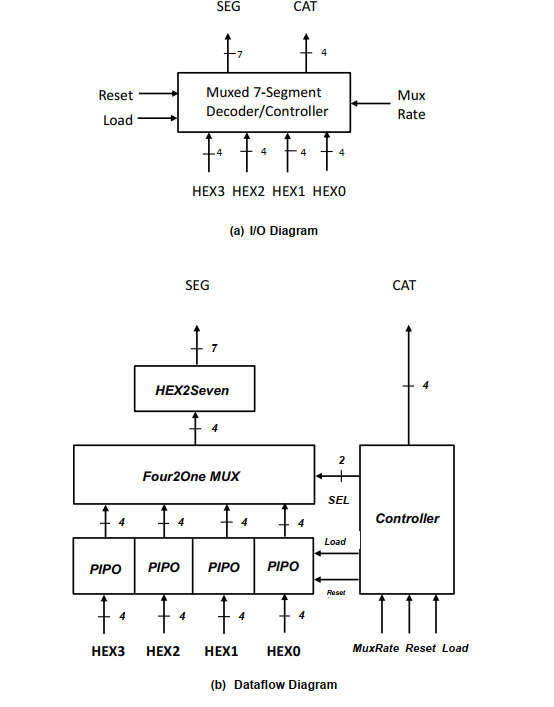 SEG CAT
7 4
Muxed 7-Segment
Decoder/Controller
Reset
Load
Mux
Rate
4 4 4 4
HEX3 HEX2 HEX1 HEX0
(a) I/O Diagram
SEG CAT
7
HEX2Seven
4
4
Four2One MUX
2
SEL
Controller
4 4 4 4
Load
PIPO PIPO PIPO PIPO
Reset
4 4 4 4
HEX3 HEX2 HEX1 HEX0
MuxRate Reset Load
(b) Dataflow Diagram